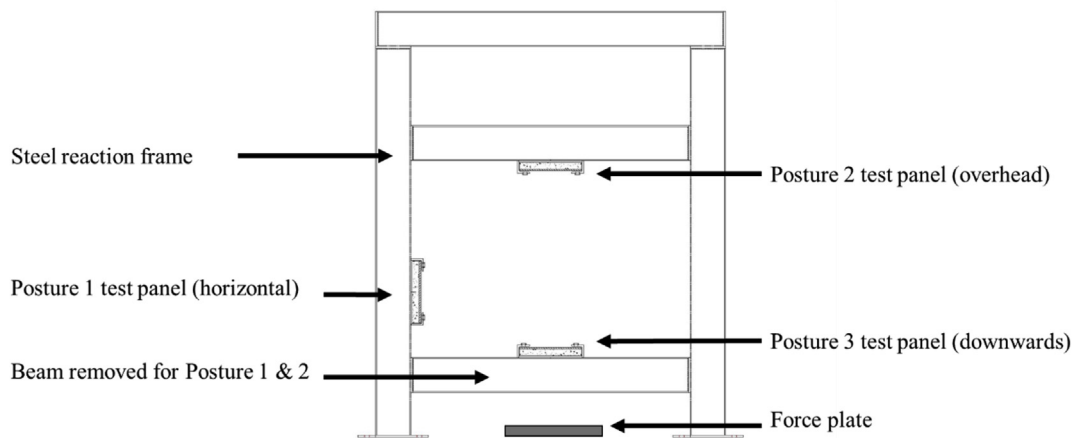 Steel reaction frame
Posture 2 test panel (overhead)
Posture 1 test panel (horizontal)
Posture 3 test panel (downwards)
Beam removed for Posture 1 & 2
Force plate